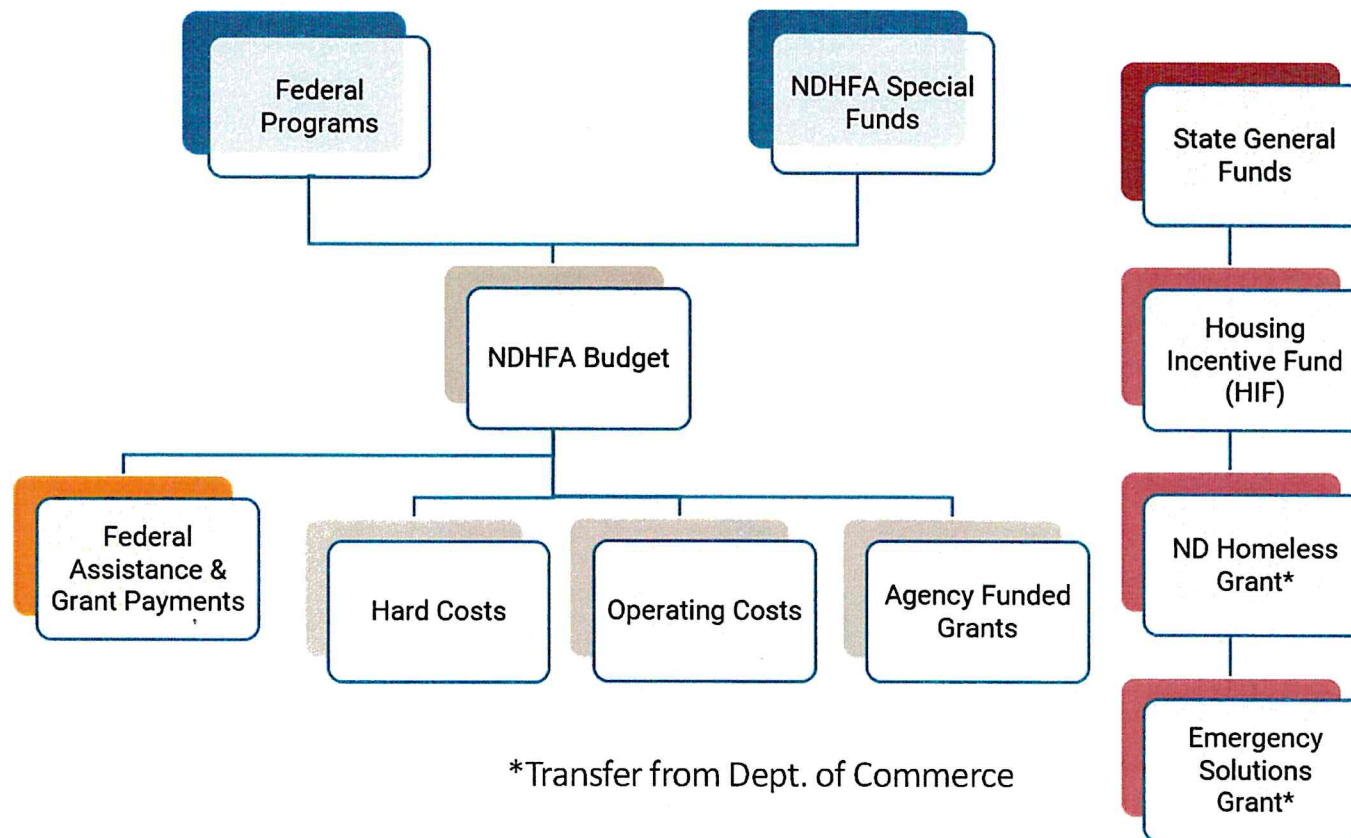 Federal
Programs
NDHFA Special
Funds
State General
Funds
NDHFA Budget
Housing
Incentive Fund
(HIF)
Federal
Assistance &
Grant Payments
Hard Costs
Operating Costs
Agency Funded
Grants
ND Homeless
Grant*
Emergency
Solutions
Grant*
*Transfer from Dept. of Commerce